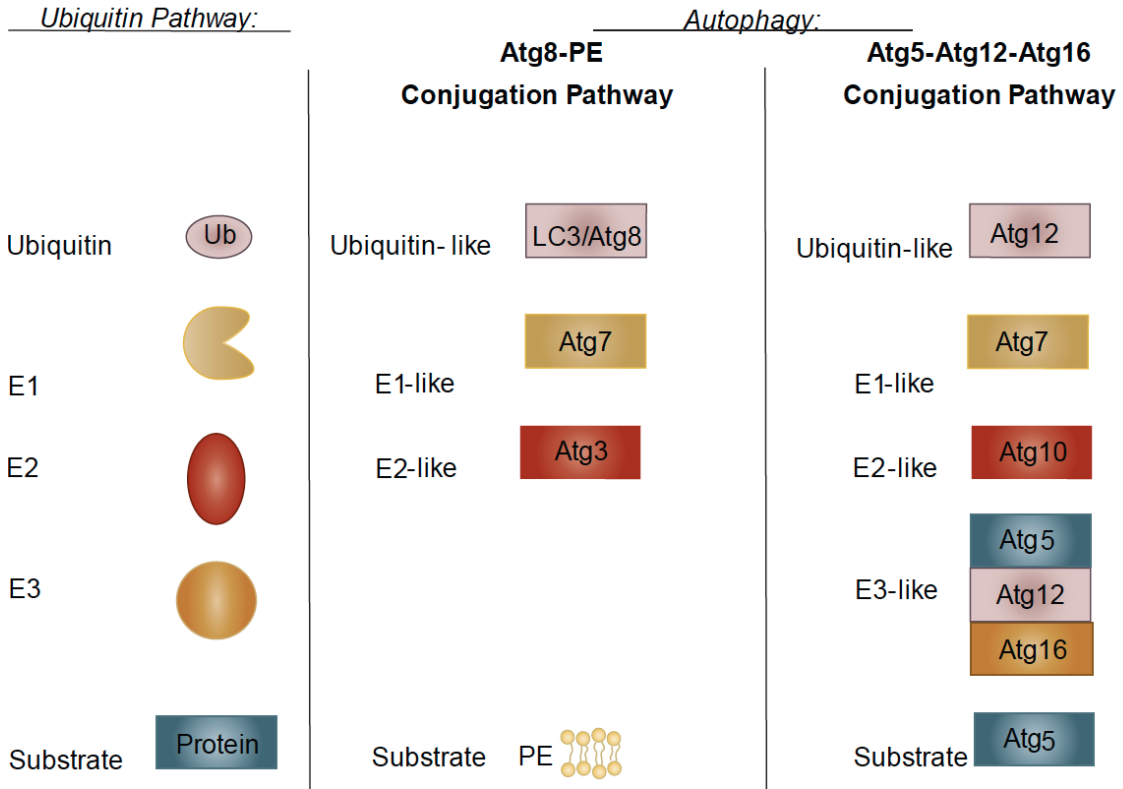 Ubiquitin Pathway:
Autophagy:
Atg8-PE
Conjugation Pathway
Atg5-Atg12-Atg16
Conjugation Pathway
Ubiquitin
Ub
Ubiquitin- like
LC3/Atg8
Ubiquitin-like
Atg12
E1
E1-like
Atg7
E1-like
Atg7
E2
E2-like
Atg3
E2-like
Atg10
E3
E3-like
Atg5
Atg12
Atg16
Substrate
Protein
Substrate
PE
Substrate
Atg5